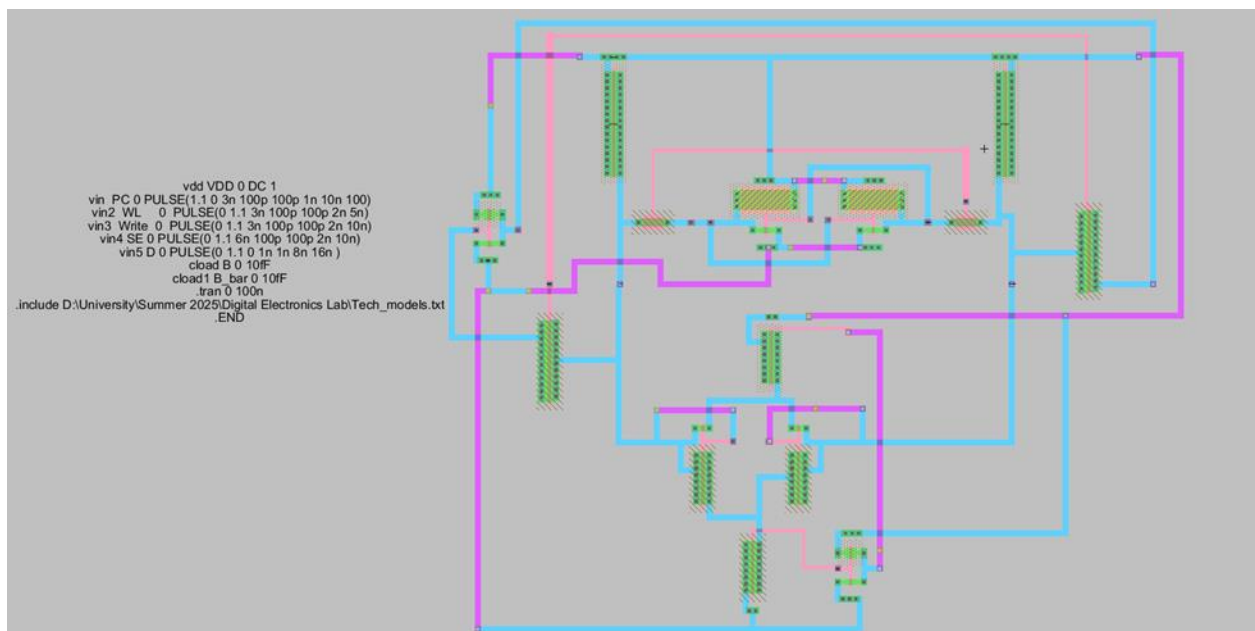 vdd VDD 0 DC 1
vin PC 0 PULSE(1.1 0 3n 100p 100p 1n 10n 100)
vin2 WL 0 PULSE(0 1.1 3n 100p 100p 2n 5n)
vin3 Write 0 PULSE(0 1.1 3n 100p 100p 2n 10n)
vin4 SE 0 PULSE(0 1.1 6n 100p 100p 2n 10n)
vin5 D 0 PULSE(0 1.1 0 1n 1n 8n 16n )
cload B 0 10fF
cload1 B_bar 0 10fF
.tran 0 100n
.include D:\University\Summer 2025\Digital Electronics Lab\Tech_models.txt
.END